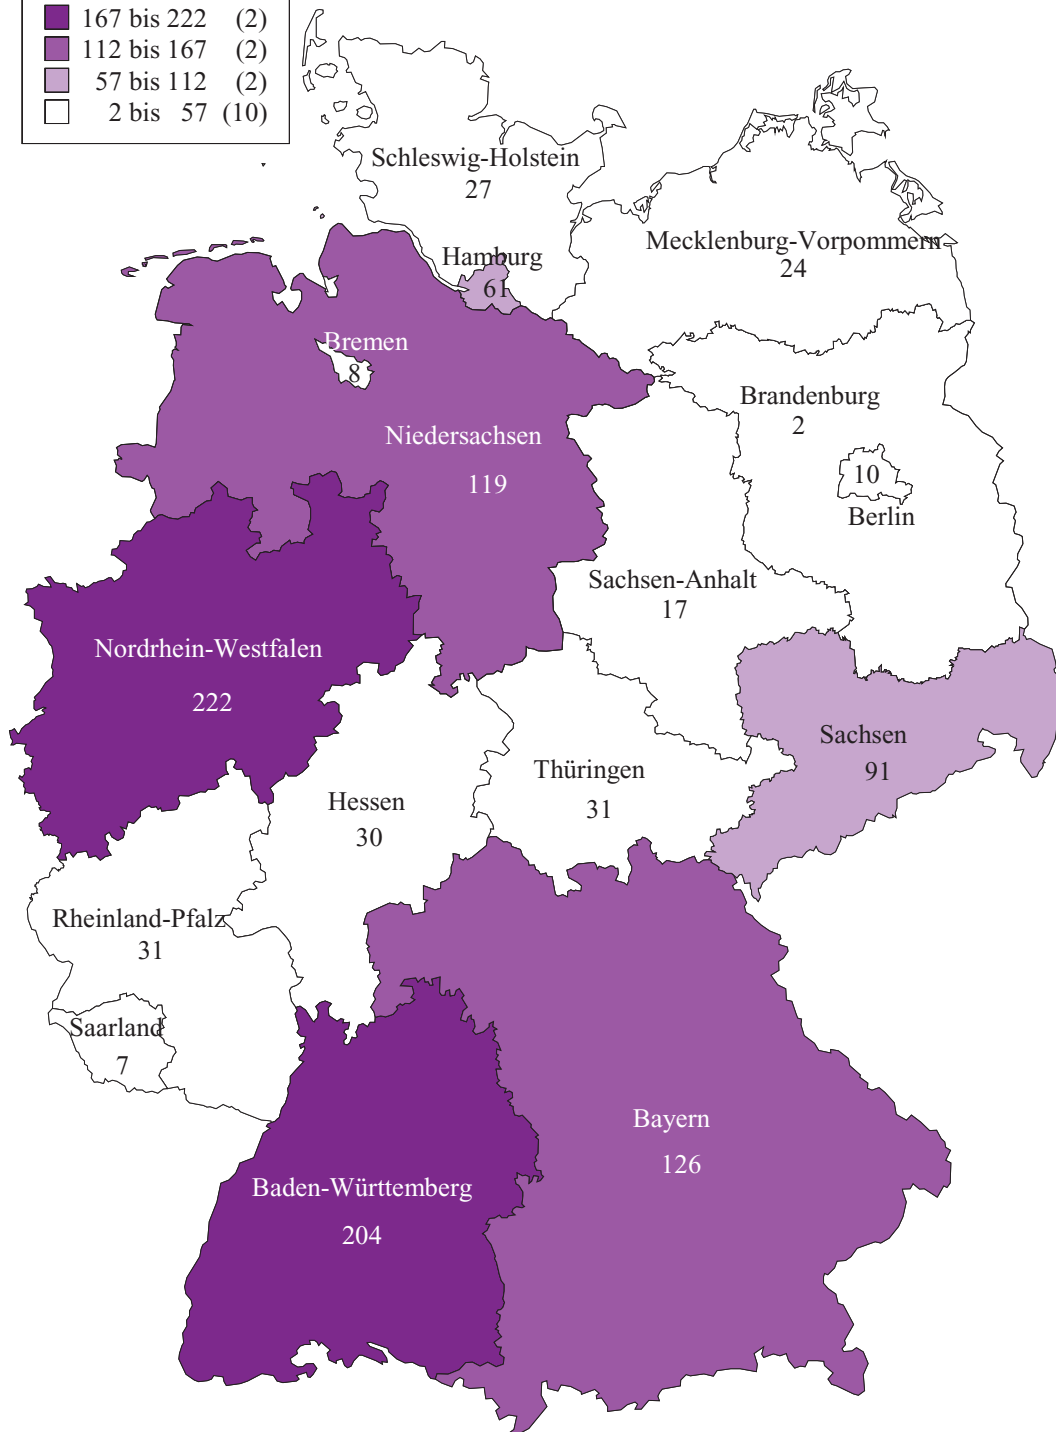 167 bis 222 (2)
112 bis 167 (2)
57 bis 112 (2)
2 bis 57 (10)
Schleswig-Holstein
27
Mecklenburg-Vorpommern
24
Hamburg
61
Bremen
8
Brandenburg
2
Niedersachsen
119
10
Berlin
Sachsen-Anhalt
17
Nordrhein-Westfalen
222
Sachsen
91
Thüringen
31
Hessen
30
Rheinland-Pfalz
31
Saarland
7
Bayern
126
Baden-Württemberg
204